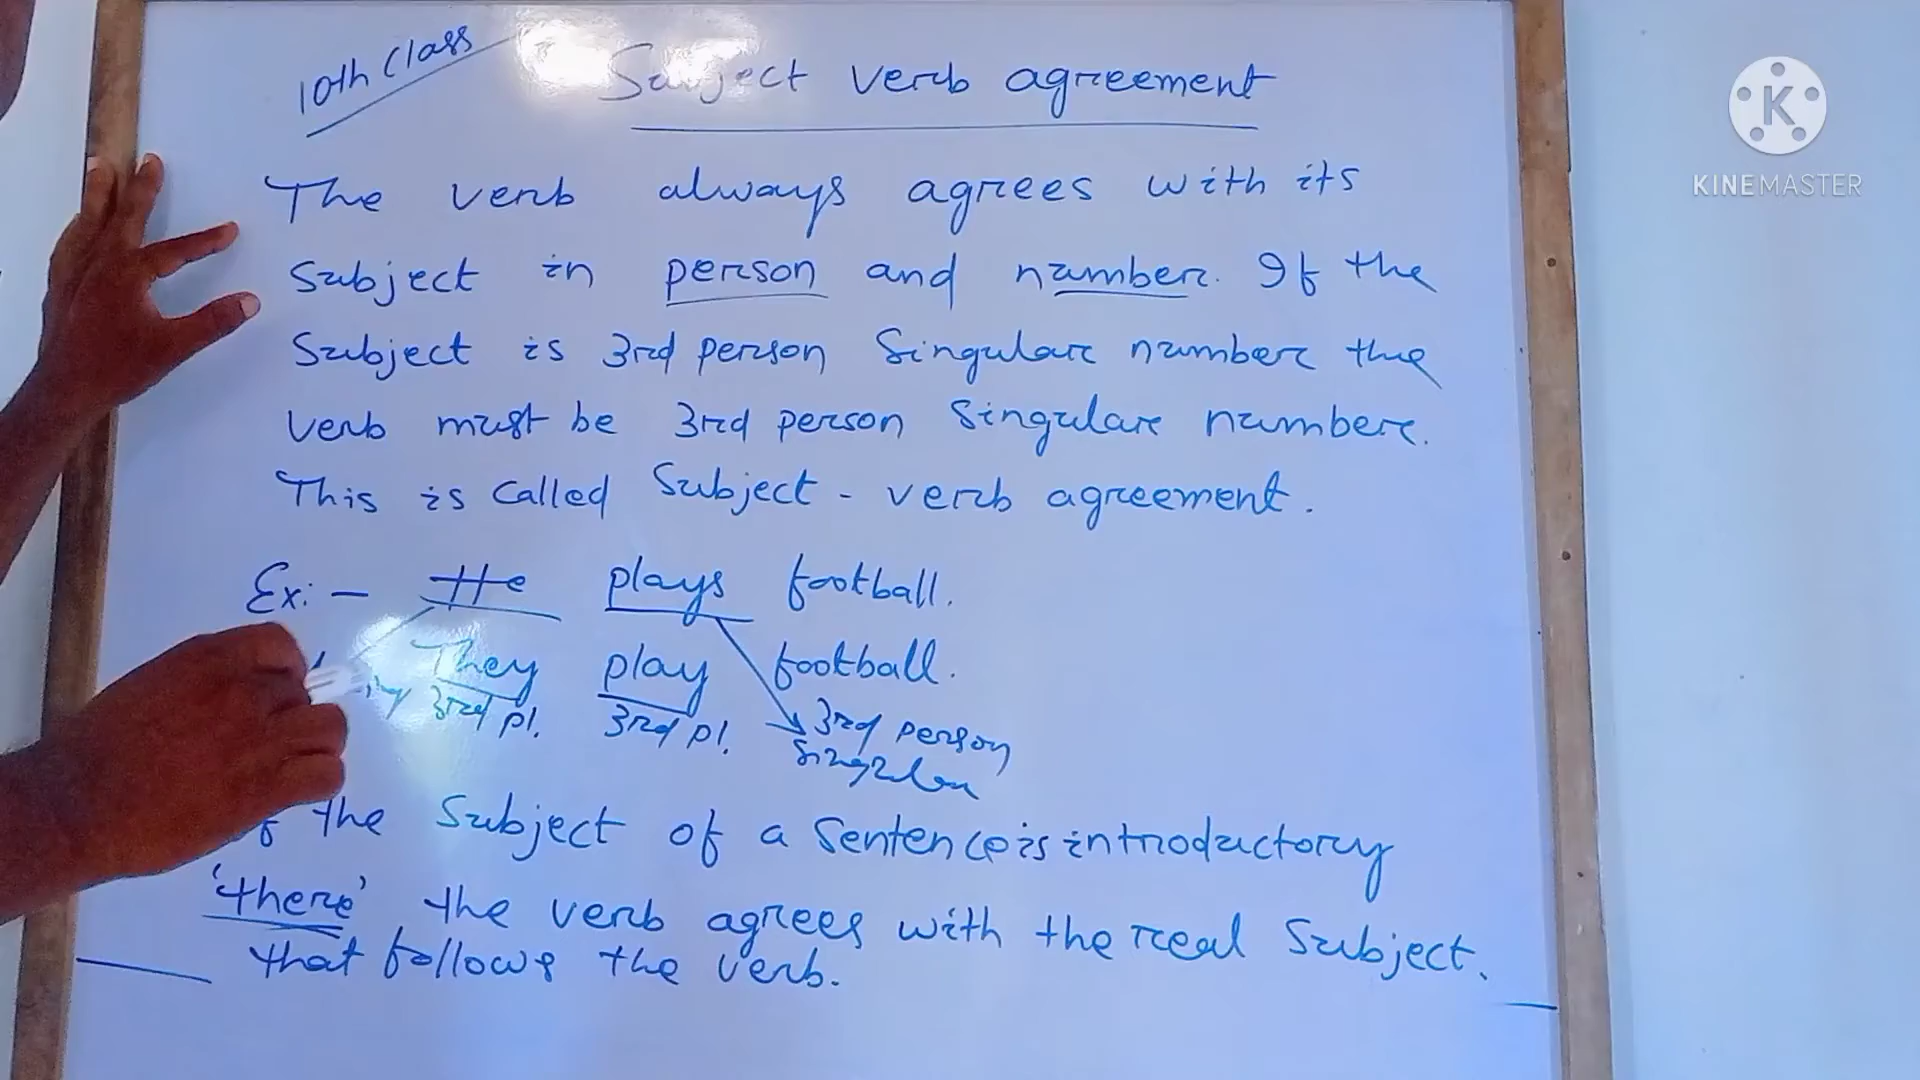 10th Class
Subject verb agreement
The verb always agrees with its
Subject in person and number. If the
Subject is 3rd person Singular number the
verb must be 3rd person Singular number.
This is called Subject - verb agreement.
Ex: - He plays football.
They play football.
3rd pl. 3rd pl. 3rd person
Singular
the Subject of a Sentence is introductory
'there' the verb agrees with the real Subject.
that follows the verb.
K
KINEMASTER